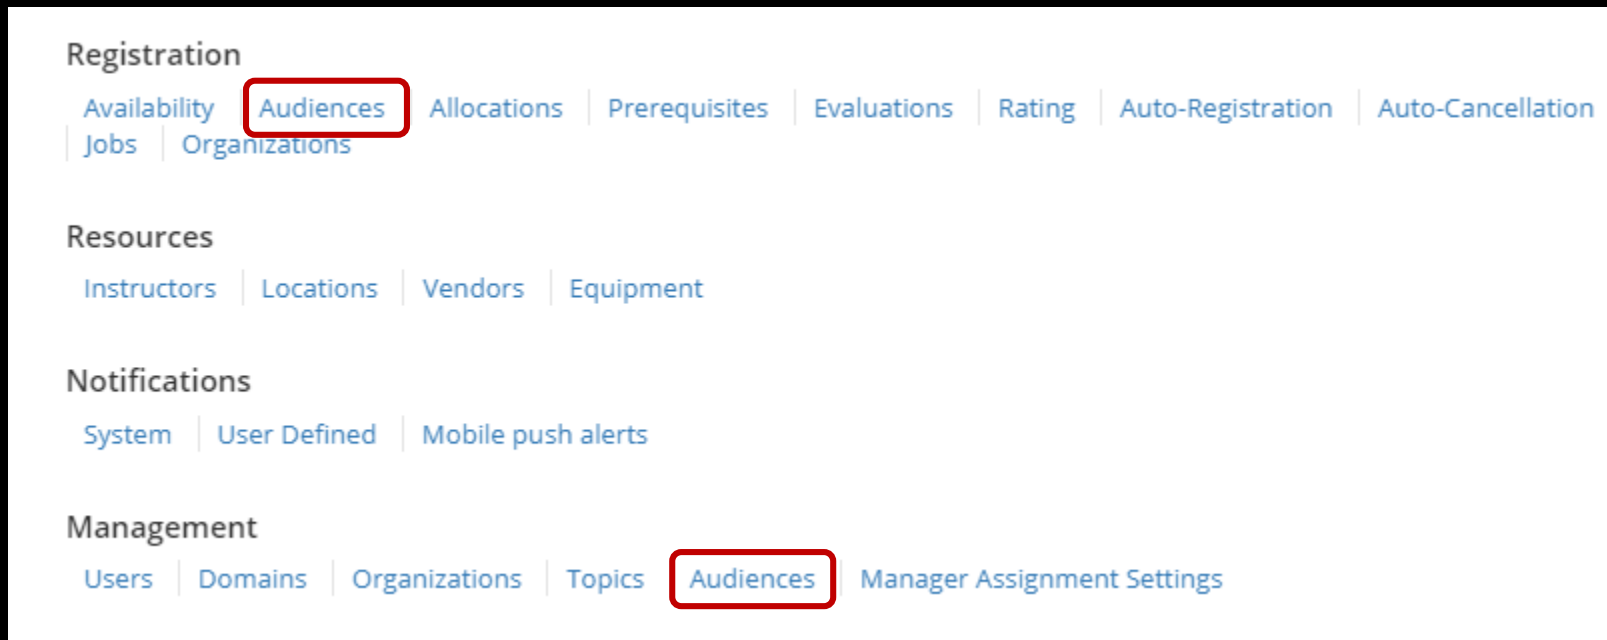 Registration
Availability Audiences Allocations Prerequisites Evaluations Rating Auto-Registration Auto-Cancellation
Jobs Organizations
Resources
Instructors Locations Vendors Equipment
Notifications
System User Defined Mobile push alerts
Management
Users Domains Organizations Topics Audiences Manager Assignment Settings